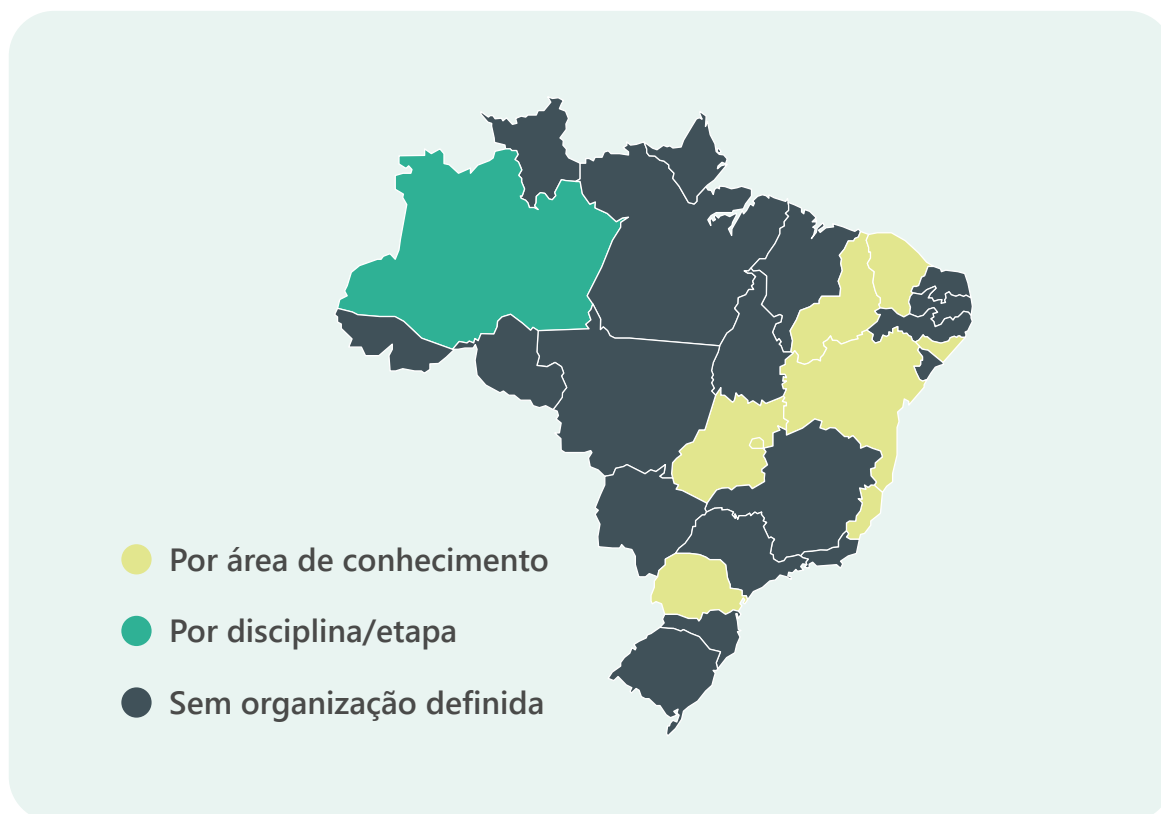 Por área de conhecimento
Por disciplina/etapa
Sem organização definida